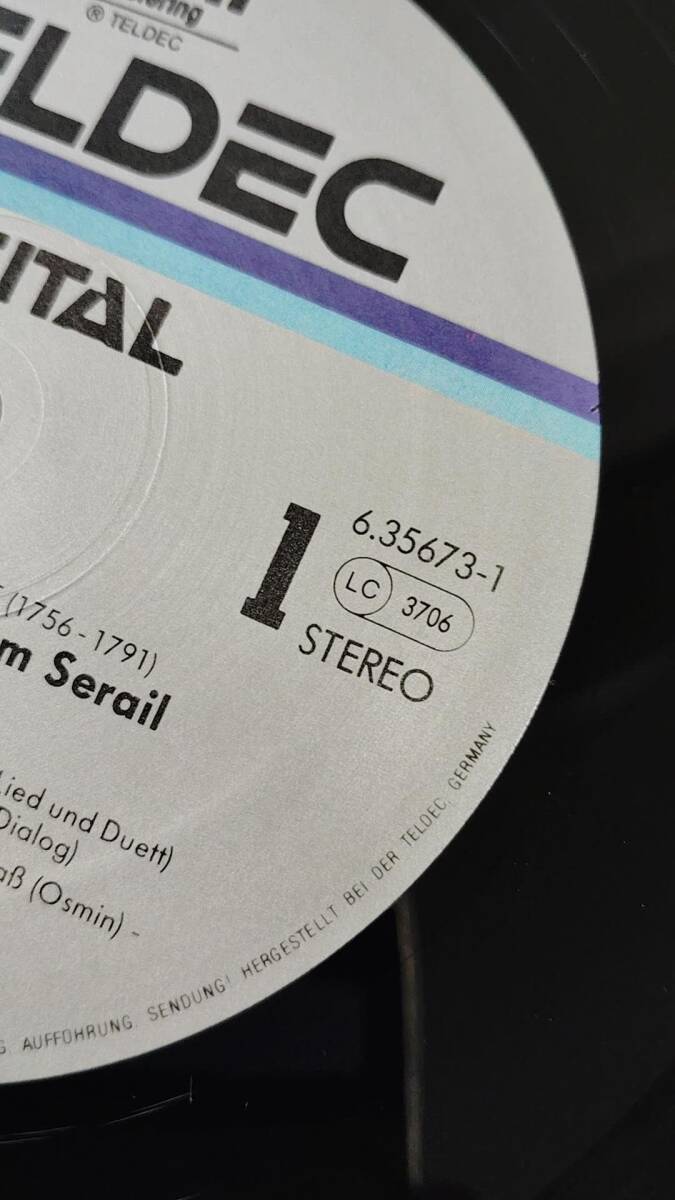 ® TELDEC
ELDEC
ITAL
1
6.35673-1
LC 3706
STEREO
(1756 - 1791)
m Serail
Lied und Duett)
Dialog)
aß (Osmin) -
G, AUFFÜHRUNG, SENDUNG! HERGESTELLT BEI DER TELDEC, GERMANY